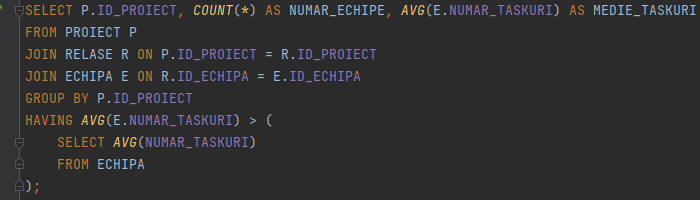 SELECT P.ID_PROIECT, COUNT(*) AS NUMAR_ECHIPE, AVG(E.NUMAR_TASKURI) AS MEDIE_TASKURI
FROM PROIECT P
JOIN RELASE R ON P.ID_PROIECT = R.ID_PROIECT
JOIN ECHIPA E ON R.ID_ECHIPA = E.ID_ECHIPA
GROUP BY P.ID_PROIECT
HAVING AVG(E.NUMAR_TASKURI) > (
    SELECT AVG(NUMAR_TASKURI)
    FROM ECHIPA
);